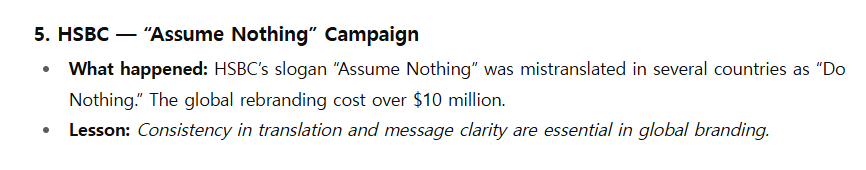 5. HSBC — “Assume Nothing” Campaign
• What happened: HSBC’s slogan “Assume Nothing” was mistranslated in several countries as “Do
Nothing.” The global rebranding cost over $10 million.
• Lesson: Consistency in translation and message clarity are essential in global branding.